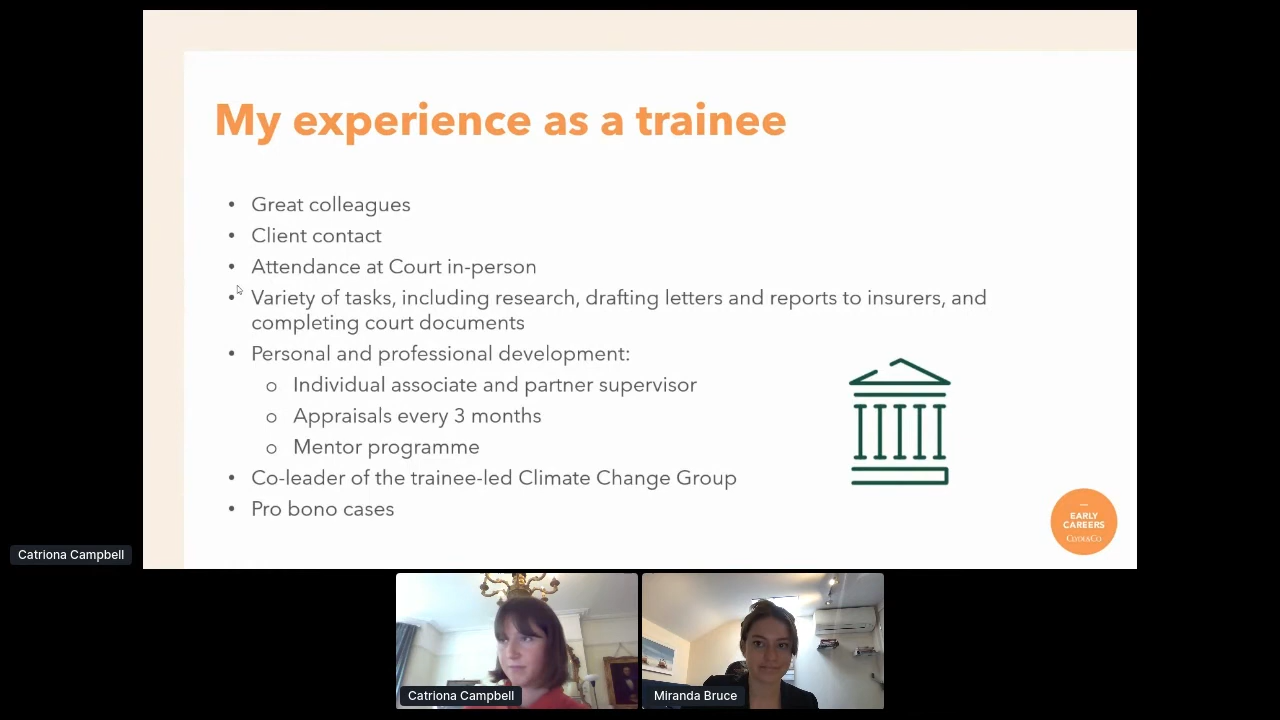 My experience as a trainee
• Great colleagues
• Client contact
• Attendance at Court in-person
• Variety of tasks, including research, drafting letters and reports to insurers, and
completing court documents
• Personal and professional development:
o Individual associate and partner supervisor
o Appraisals every 3 months
o Mentor programme
• Co-leader of the trainee-led Climate Change Group
• Pro bono cases
EARLY
CAREERS
CLYDE&CO
Catriona Campbell
Catriona Campbell
Miranda Bruce